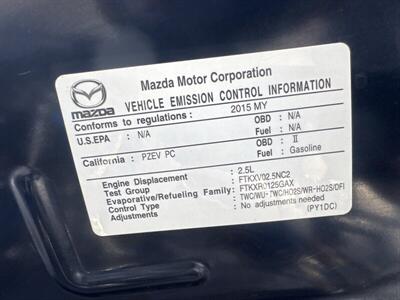 Mazda Motor Corporation
mazda
VEHICLE EMISSION CONTROL INFORMATION
Conforms to regulations : 2015 MY
U.S.EPA : N/A OBD : N/A
Fuel : N/A
California : PZEV PC OBD : II
Fuel : Gasoline
Engine Displacement : 2.5L
Test Group : FTKXV02.5NC2
Evaporative/Refueling Family: FTKXR0125GAX
Control Type : TWC/WU-TWC/HO2S/WR-HO2S/DFI
Adjustments : No adjustments needed
(PY1DC)